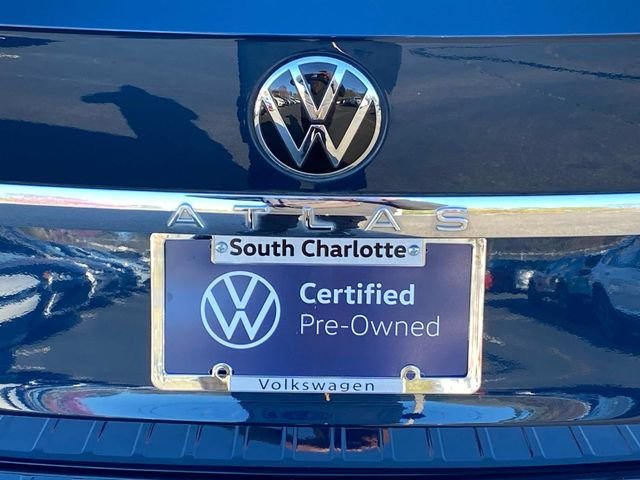 ATLAS
South Charlotte
Certified
Pre-Owned
Volkswagen